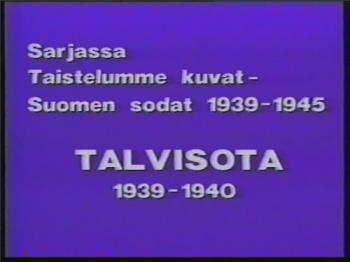 Sarjassa
Taistelumme kuvat-
Suomen sodat 1939-1945
TALVISOTA
1939-1940